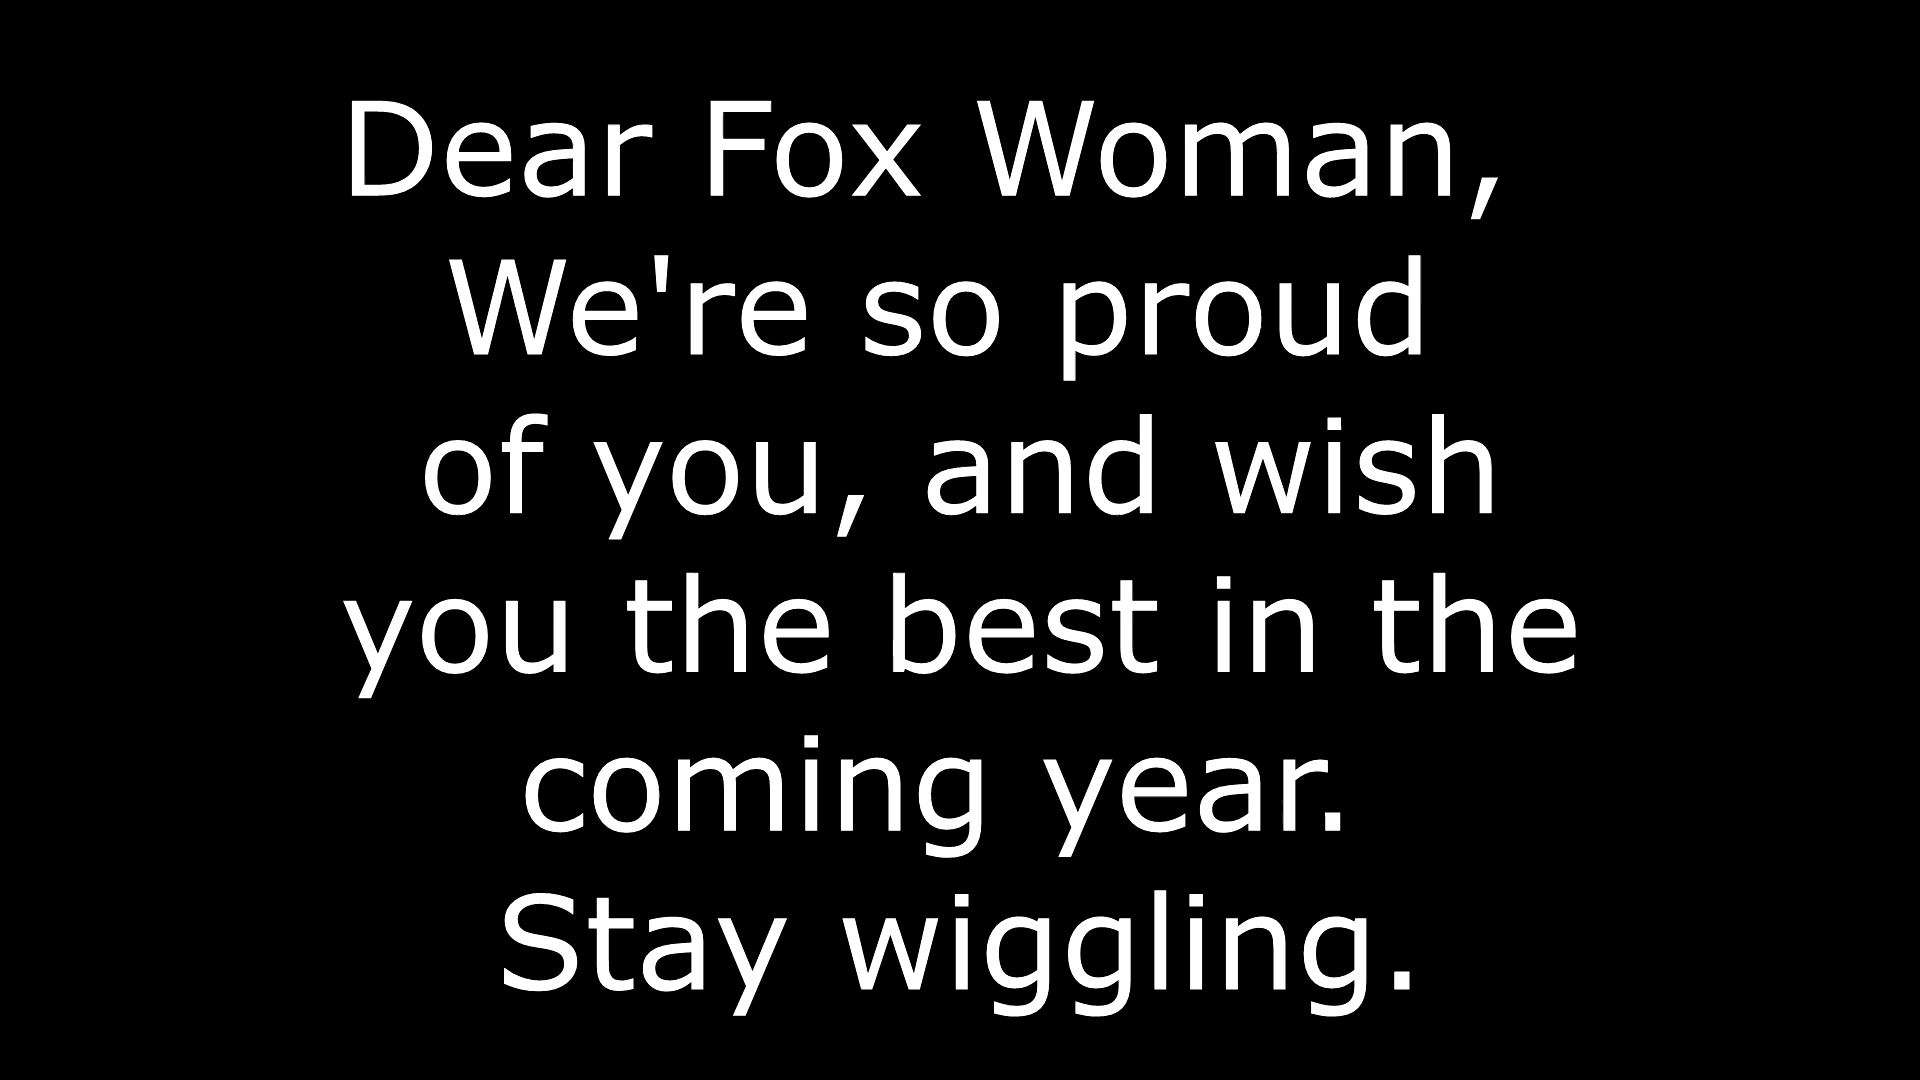 Dear Fox Woman,
We're so proud
of you, and wish
you the best in the
coming year.
Stay wiggling.